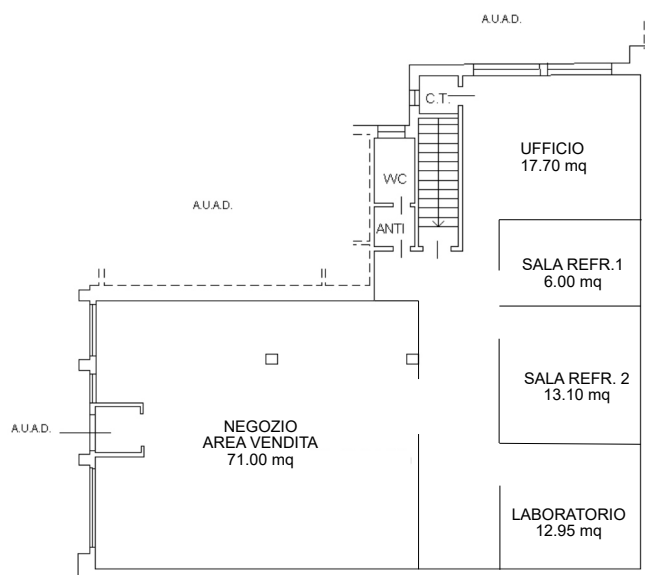 A.U.A.D.
C.T.
UFFICIO
17.70 mq
WC
A.U.A.D.
ANTI
SALA REFR.1
6.00 mq
SALA REFR. 2
13.10 mq
A.U.A.D.
NEGOZIO
AREA VENDITA
71.00 mq
LABORATORIO
12.95 mq